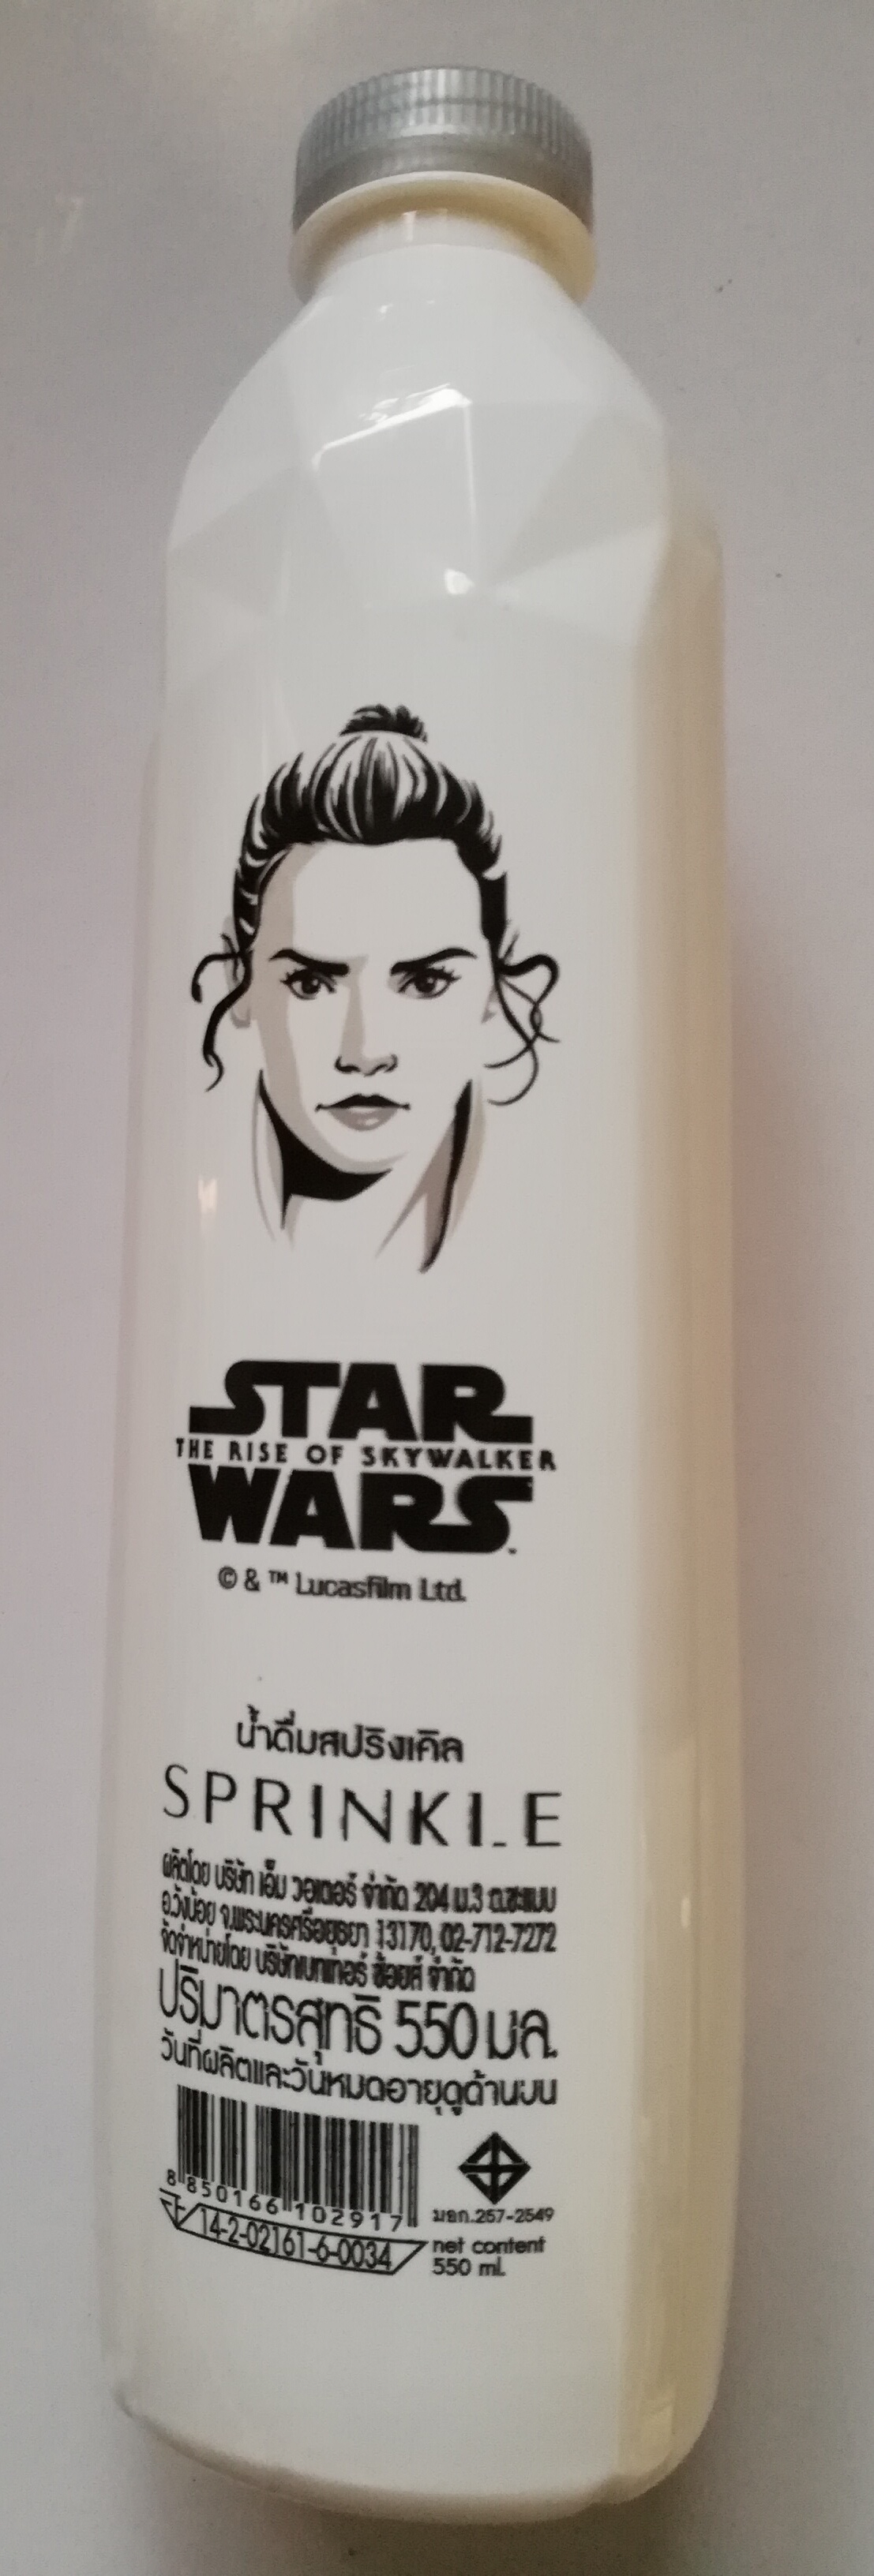 STAR
THE RISE OF SKYWALKER
WARS
© & ™ Lucasfilm Ltd.
น้ำดื่มสปริงเคิล
SPRINKLE
ผลิตโดย บริษัท เอ็ม วอเตอร์ จำกัด 204 ม.3 ต.ชะแมบ
อ.วังน้อย จ.พระนครศรีอยุธยา 13170, 02-712-7272
จัดจำหน่ายโดย บริษัทเบทเทอร์ ช้อยส์ จำกัด
ปริมาตรสุทธิ 550 มล.
วันที่ผลิตและวันหมดอายุดูด้านบน
8 850166 102917
14-2-02161-6-0034
มอก.257-2549
net content
550 ml.